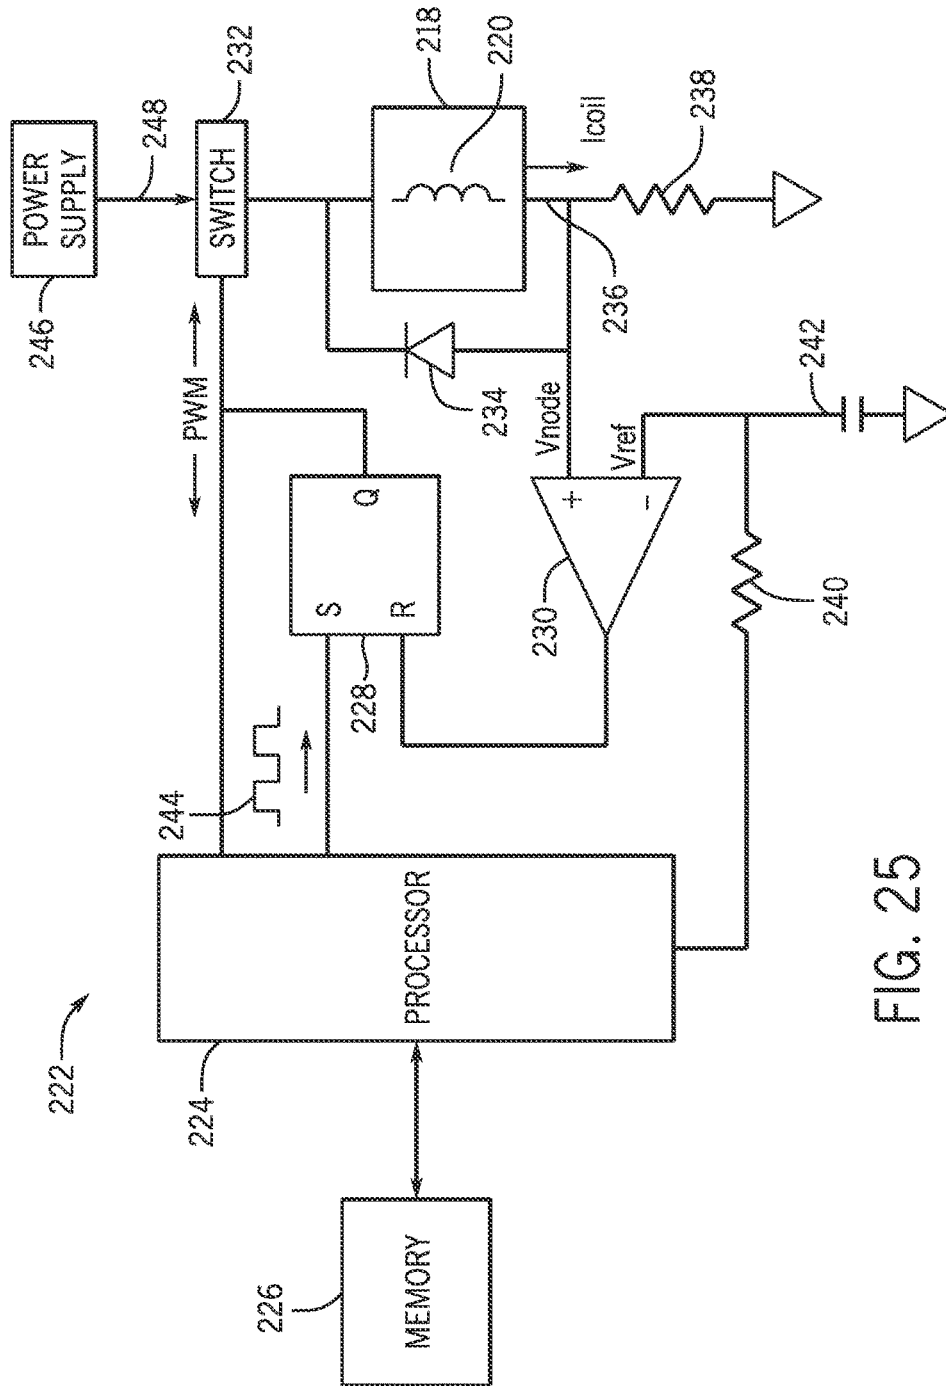 222
226
MEMORY
224
PROCESSOR
244
PWM
228
S
R
Q
230
+
−
Vnode
Vref
234
240
242
246
POWER
SUPPLY
248
232
SWITCH
218
220
236
Icoil
238
FIG. 25